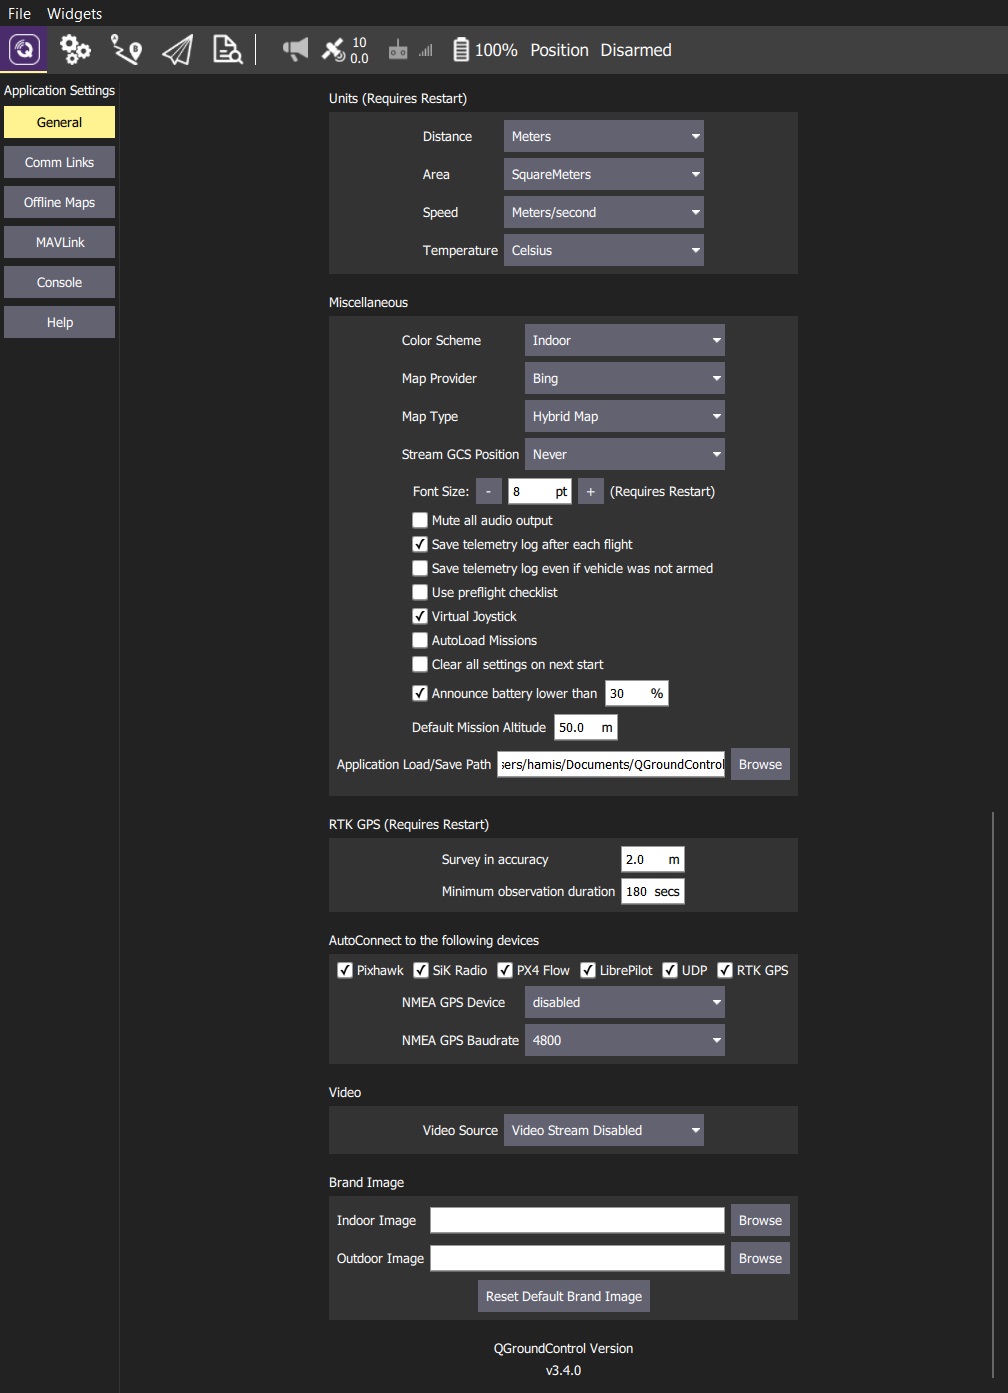 File Widgets
10
0.0
100% Position Disarmed
Application Settings
General
Comm Links
Offline Maps
MAVLink
Console
Help
Units (Requires Restart)
Distance Meters
Area SquareMeters
Speed Meters/second
Temperature Celsius
Miscellaneous
Color Scheme Indoor
Map Provider Bing
Map Type Hybrid Map
Stream GCS Position Never
Font Size: - 8 pt + (Requires Restart)
Mute all audio output
Save telemetry log after each flight
Save telemetry log even if vehicle was not armed
Use preflight checklist
Virtual Joystick
AutoLoad Missions
Clear all settings on next start
Announce battery lower than 30 %
Default Mission Altitude 50.0 m
Application Load/Save Path ers/hamis/Documents/QGroundControl Browse
RTK GPS (Requires Restart)
Survey in accuracy 2.0 m
Minimum observation duration 180 secs
AutoConnect to the following devices
Pixhawk SiK Radio PX4 Flow LibrePilot UDP RTK GPS
NMEA GPS Device disabled
NMEA GPS Baudrate 4800
Video
Video Source Video Stream Disabled
Brand Image
Indoor Image Browse
Outdoor Image Browse
Reset Default Brand Image
QGroundControl Version
v3.4.0